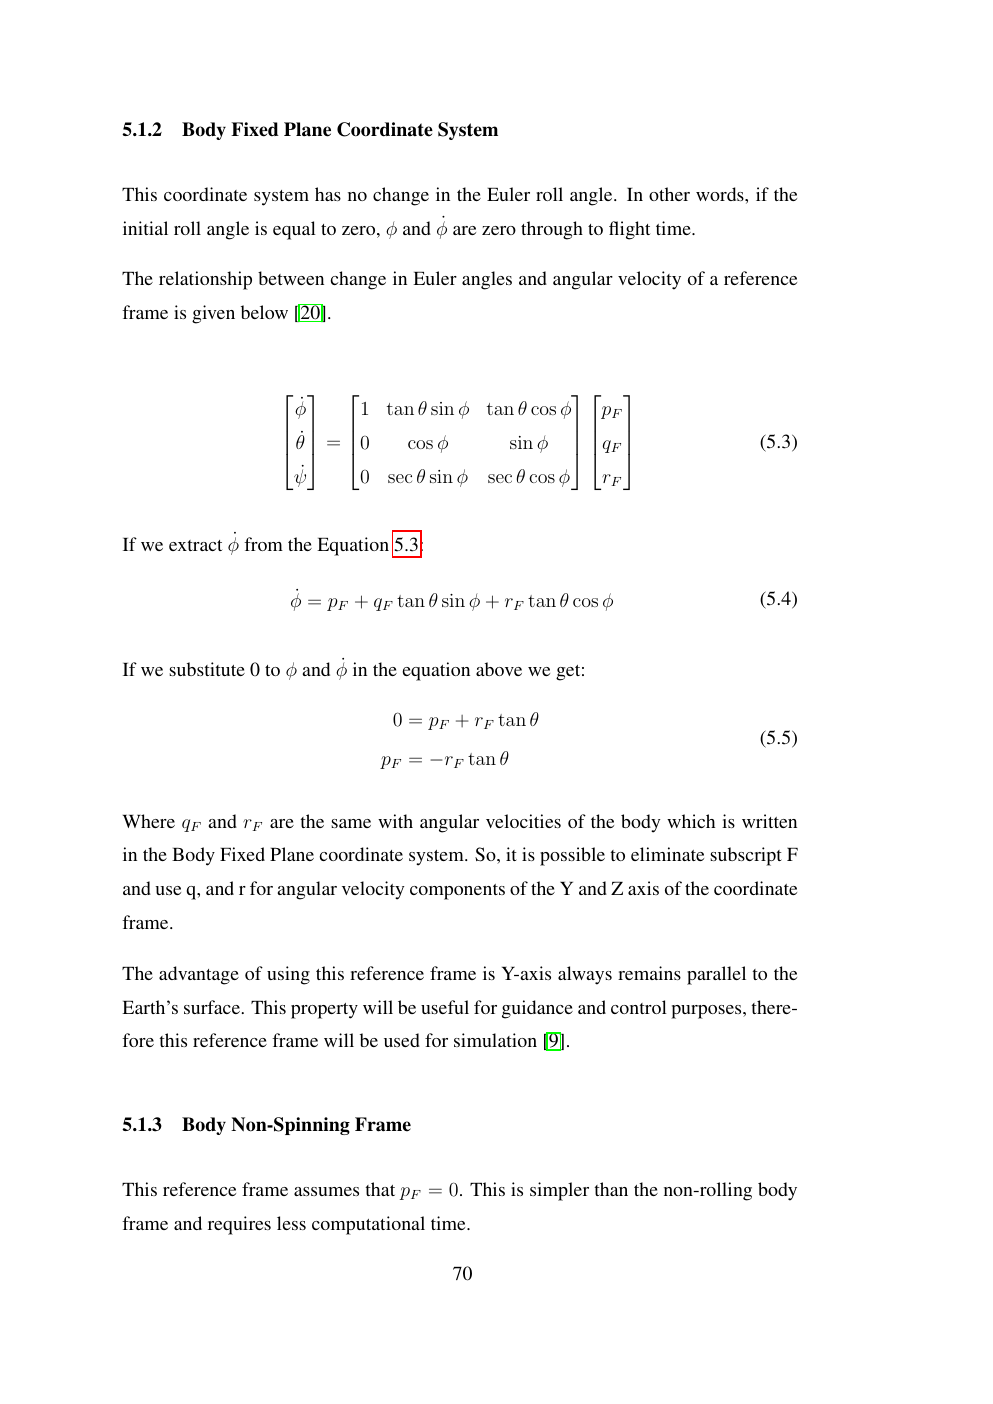 5.1.2 Body Fixed Plane Coordinate System
This coordinate system has no change in the Euler roll angle. In other words, if the
initial roll angle is equal to zero, ϕ and ϕ̇ are zero through to flight time.
The relationship between change in Euler angles and angular velocity of a reference
frame is given below [20].
[ϕ̇] = [1 tan θ sin ϕ tan θ cos ϕ] [p_F]
[θ̇] = [0 cos ϕ sin ϕ] [q_F] (5.3)
[ψ̇] = [0 sec θ sin ϕ sec θ cos ϕ] [r_F]
If we extract ϕ̇ from the Equation 5.3:
ϕ̇ = p_F + q_F tan θ sin ϕ + r_F tan θ cos ϕ (5.4)
If we substitute 0 to ϕ and ϕ̇ in the equation above we get:
0 = p_F + r_F tan θ
(5.5)
p_F = −r_F tan θ
Where q_F and r_F are the same with angular velocities of the body which is written
in the Body Fixed Plane coordinate system. So, it is possible to eliminate subscript F
and use q, and r for angular velocity components of the Y and Z axis of the coordinate
frame.
The advantage of using this reference frame is Y-axis always remains parallel to the
Earth's surface. This property will be useful for guidance and control purposes, there-
fore this reference frame will be used for simulation [9].
5.1.3 Body Non-Spinning Frame
This reference frame assumes that p_F = 0. This is simpler than the non-rolling body
frame and requires less computational time.
70